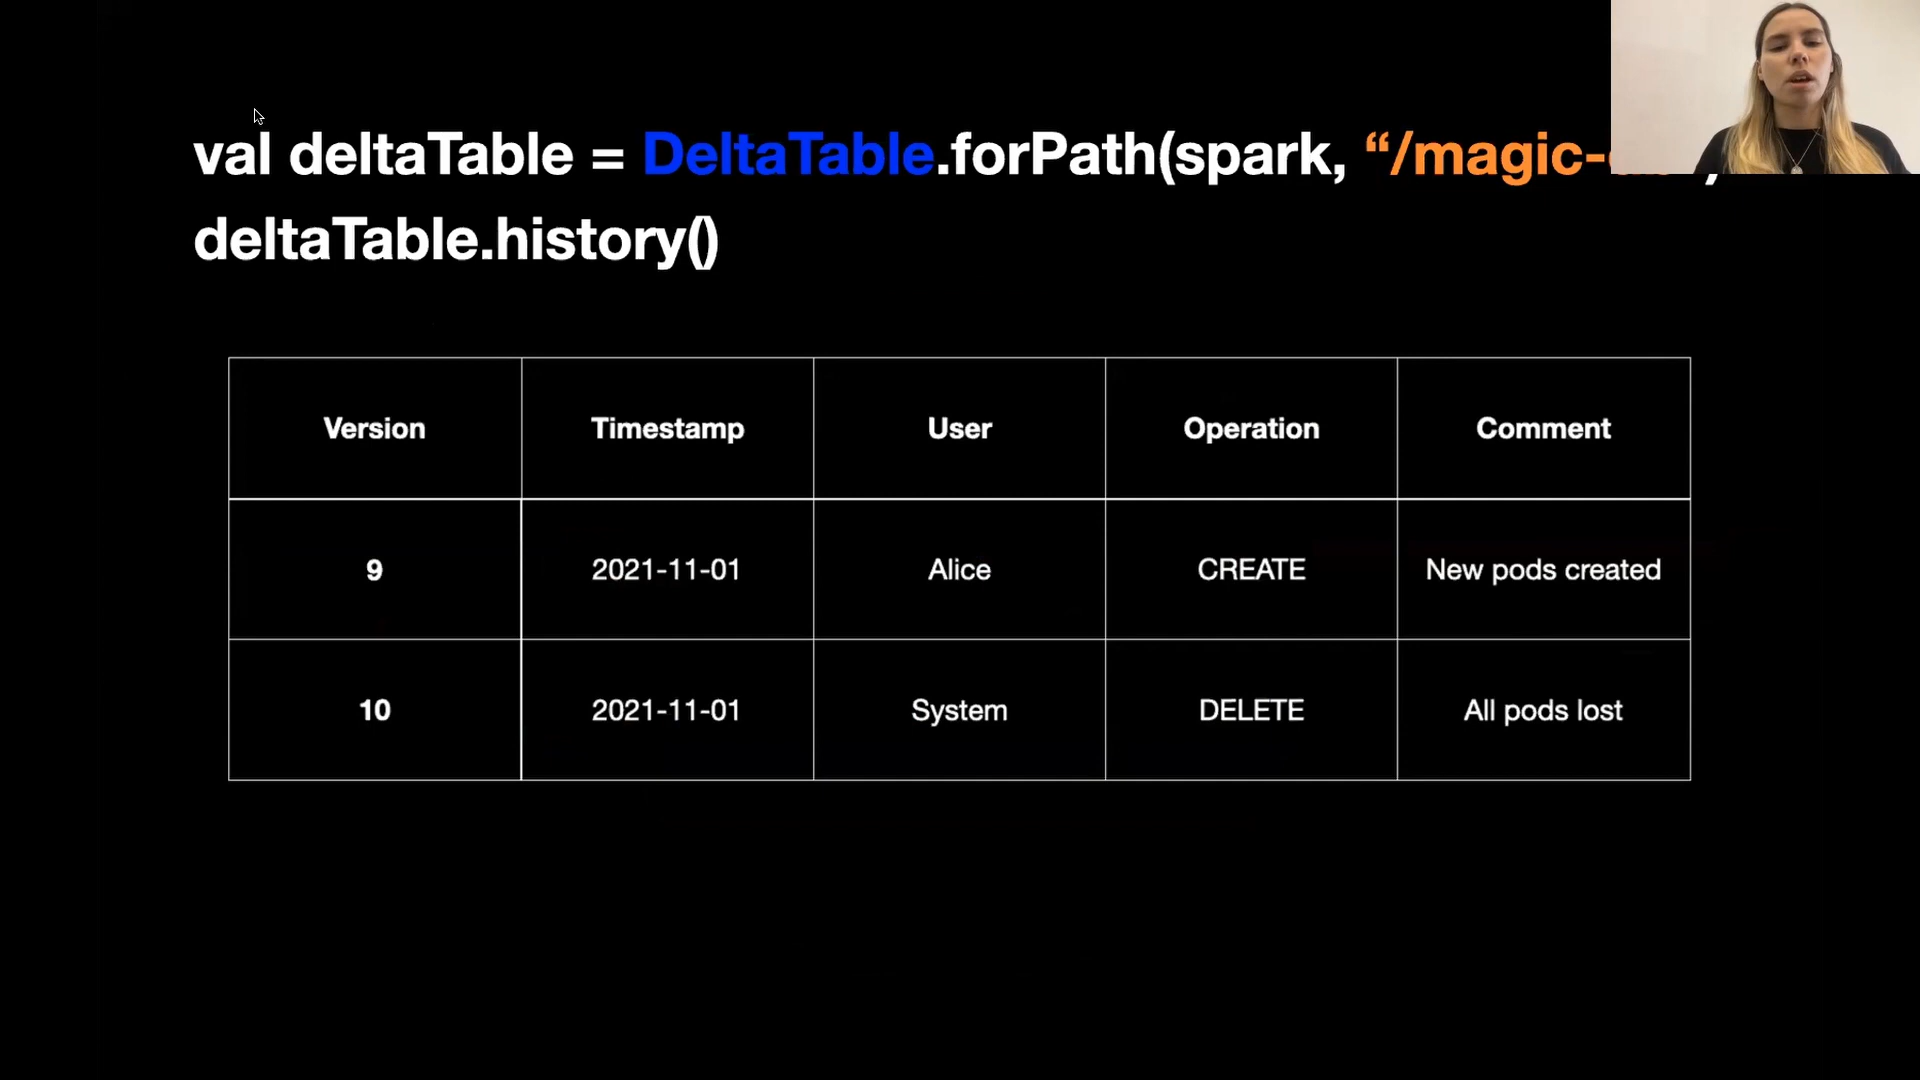 val deltaTable = DeltaTable.forPath(spark, “/magic-
deltaTable.history()
Version Timestamp User Operation Comment
9 2021-11-01 Alice CREATE New pods created
10 2021-11-01 System DELETE All pods lost